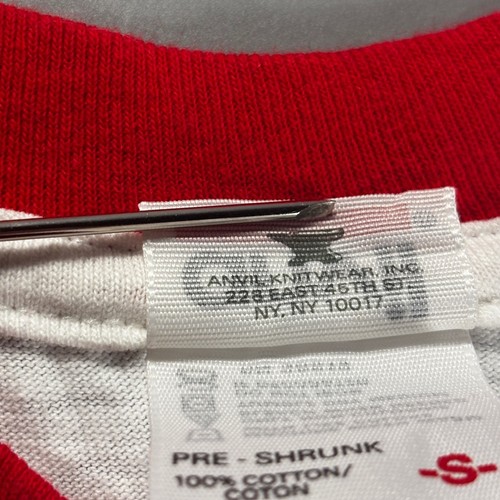 ANVIL KNITWEAR, INC.
228 EAST 45TH ST.
NY, NY 10017
PRE - SHRUNK
100% COTTON/
COTON
-S-